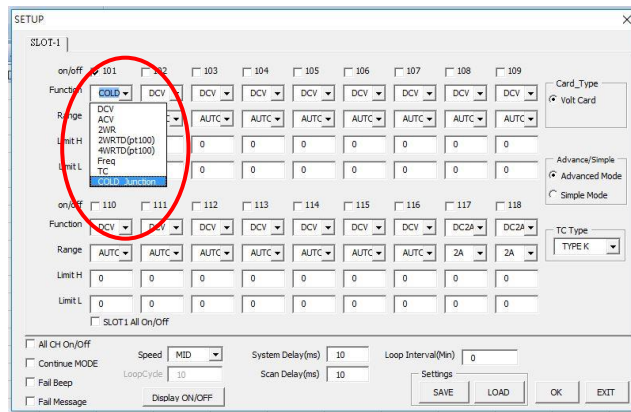 SETUP
SLOT-1
on/off 101 102 103 104 105 106 107 108 109
Function COLD DCV DCV DCV DCV DCV DCV DCV DCV
DCV
ACV
2WR
2WRTD(pt100)
4WRTD(pt100)
Freq
TC
COLD Junction
Range AUTC AUTC AUTC AUTC AUTC AUTC AUTC
Limit H 0 0 0 0 0 0 0
Limit L 0 0 0 0 0 0 0
Card_Type
Volt Card
Advance/Simple
Advanced Mode
Simple Mode
on/off 110 111 112 113 114 115 116 117 118
Function DCV DCV DCV DCV DCV DCV DCV DC2A DC2A
Range AUTC AUTC AUTC AUTC AUTC AUTC AUTC 2A 2A
Limit H 0 0 0 0 0 0 0 0 0
Limit L 0 0 0 0 0 0 0 0 0
TC Type
TYPE K
SLOT1 All On/Off
All CH On/Off
Continue MODE
Fail Beep
Fail Message
Speed MID System Delay(ms) 10 Loop Interval(Min) 0
LoopCycle 10 Scan Delay(ms) 10
Display ON/OFF
Settings
SAVE LOAD OK EXIT